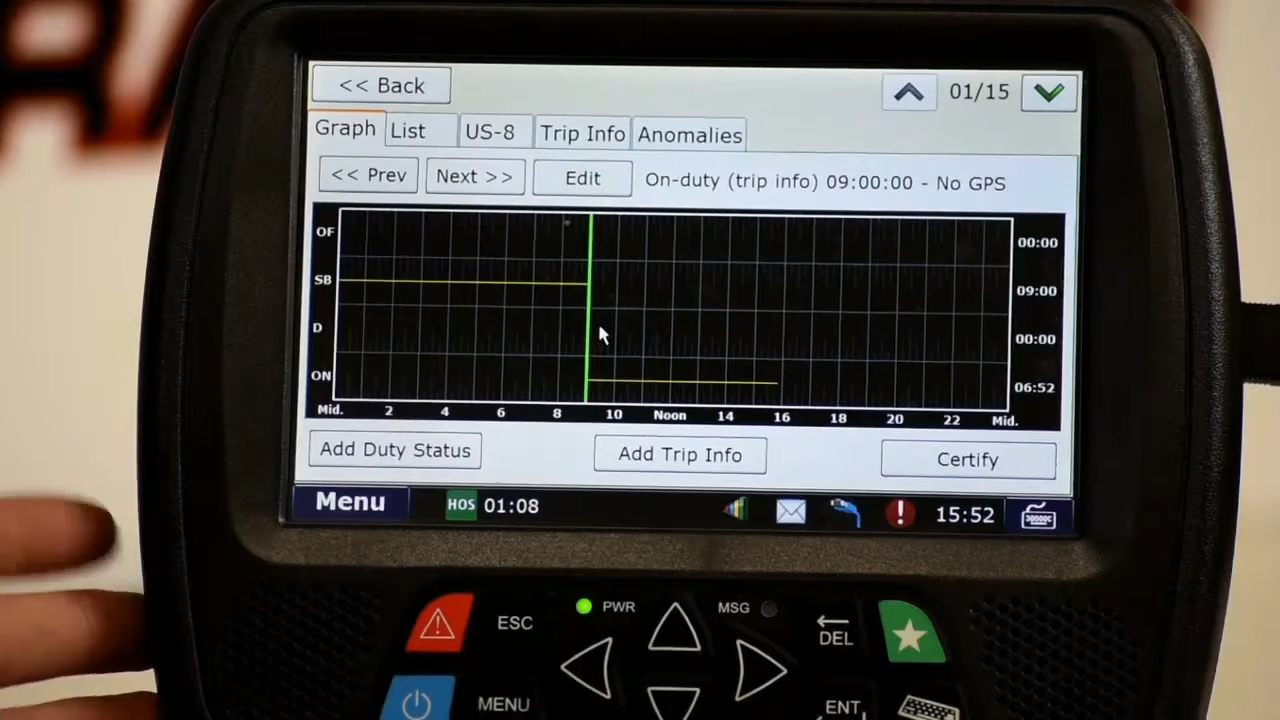 << Back
01/15
Graph List US-8 Trip Info Anomalies
<< Prev Next >> Edit On-duty (trip info) 09:00:00 - No GPS
OF 00:00
SB 09:00
D 00:00
ON 06:52
Mid. 2 4 6 8 10 Noon 14 16 18 20 22 Mid.
Add Duty Status Add Trip Info Certify
Menu HOS 01:08 15:52
ESC PWR MSG DEL
MENU ENT